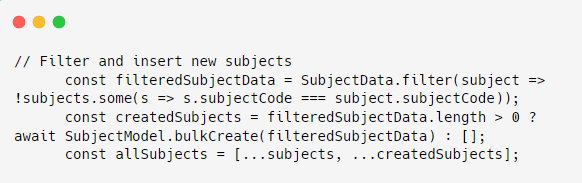 // Filter and insert new subjects
const filteredSubjectData = SubjectData.filter(subject =>
!subjects.some(s => s.subjectCode === subject.subjectCode));
const createdSubjects = filteredSubjectData.length > 0 ?
await SubjectModel.bulkCreate(filteredSubjectData) : [];
const allSubjects = [...subjects, ...createdSubjects];